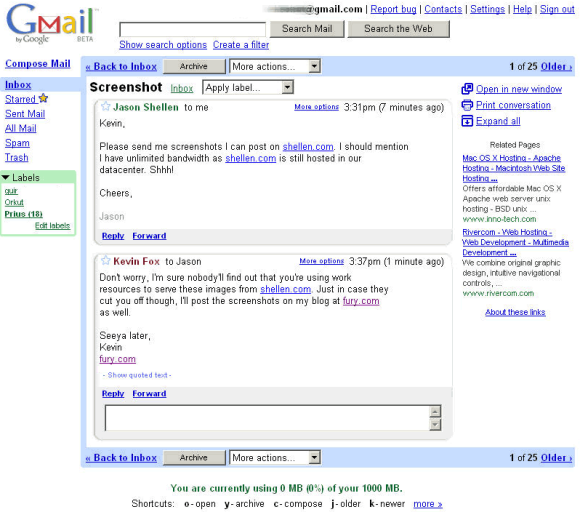 Gmail
by Google BETA
@gmail.com | Report bug | Contacts | Settings | Help | Sign out
Search Mail Search the Web
Show search options Create a filter
Compose Mail
Inbox
Starred
Sent Mail
All Mail
Spam
Trash
Labels
quir
Orkut
Prius (18)
Edit labels
« Back to Inbox Archive More actions... 1 of 25 Older ›
Screenshot Inbox Apply label...
Jason Shellen to me More options 3:31pm (7 minutes ago)
Kevin,
Please send me screenshots I can post on shellen.com. I should mention
I have unlimited bandwidth as shellen.com is still hosted in our
datacenter. Shhh!
Cheers,
Jason
Reply Forward
Kevin Fox to Jason More options 3:37pm (1 minute ago)
Don't worry, I'm sure nobody'll find out that you're using work
resources to serve these images from shellen.com. Just in case they
cut you off though, I'll post the screenshots on my blog at fury.com
as well.
Seeya later,
Kevin
fury.com
- Show quoted text -
Reply Forward
Open in new window
Print conversation
Expand all
Related Pages
Mac OS X Hosting - Apache
Hosting - Macintosh Web Site
Hosting ...
Offers affordable Mac OS X
Apache web server unix
hosting - BSD unix ...
www.inno-tech.com
Rivercom - Web Hosting -
Web Development - Multimedia
Development ...
We combine original graphic
design, intuitive navigational
controls, ...
www.rivercom.com
About these links
« Back to Inbox Archive More actions... 1 of 25 Older ›
You are currently using 0 MB (0%) of your 1000 MB.
Shortcuts: o - open y - archive c - compose j - older k - newer more »